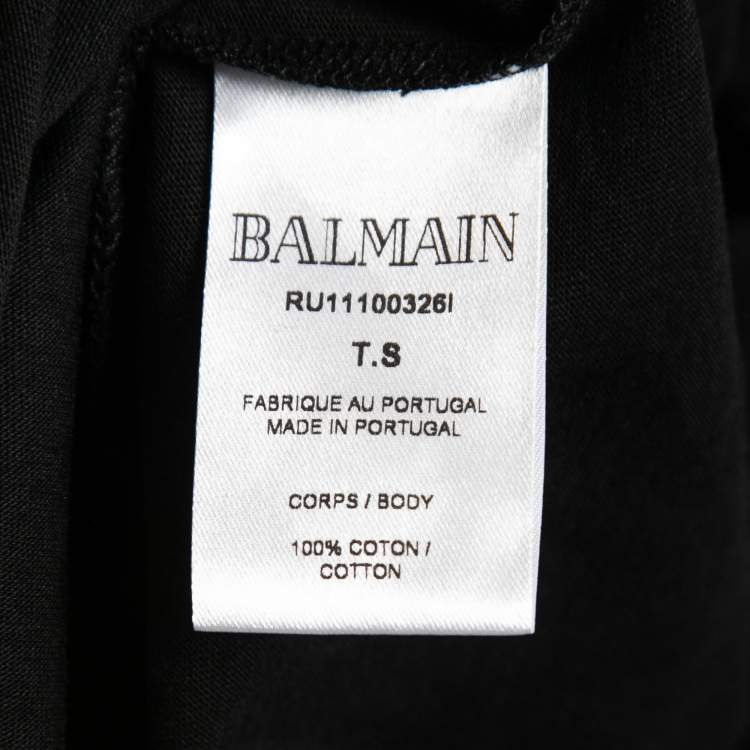 BALMAIN
RU11100326I
T.S
FABRIQUE AU PORTUGAL
MADE IN PORTUGAL
CORPS / BODY
100% COTON /
COTTON